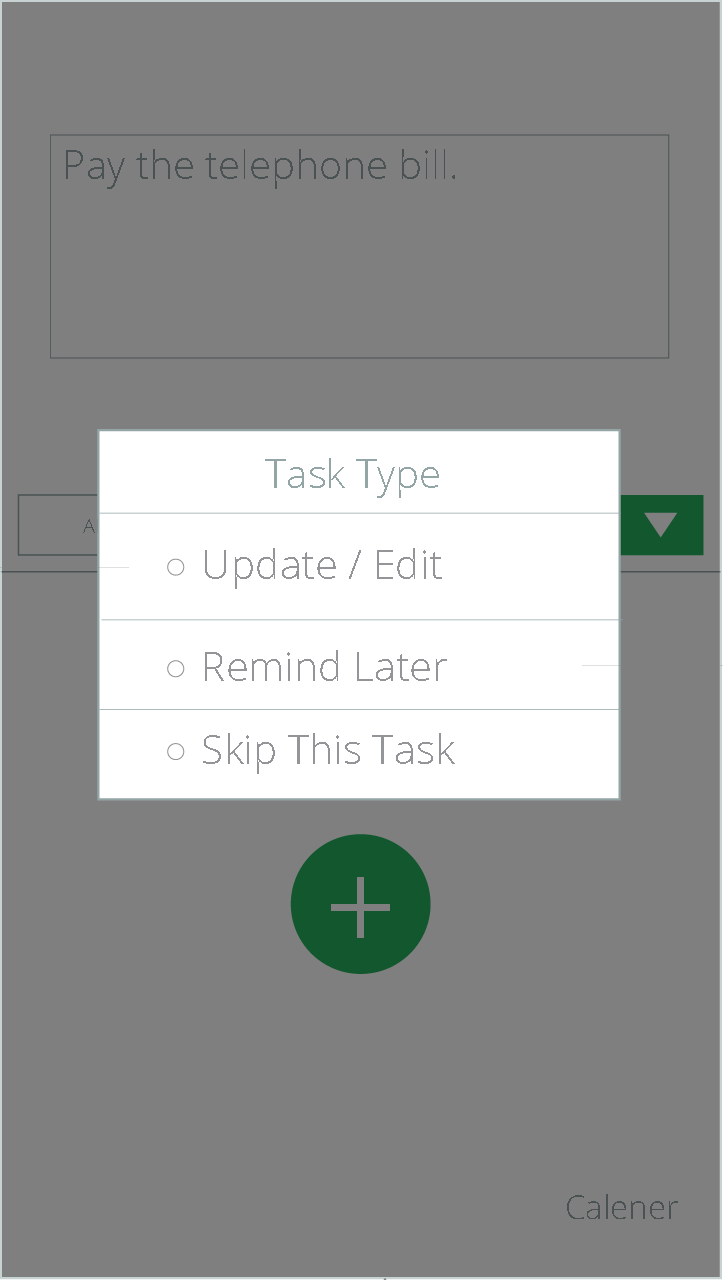 Pay the telephone bill.
Task Type
A
Update / Edit
Remind Later
Skip This Task
Calener